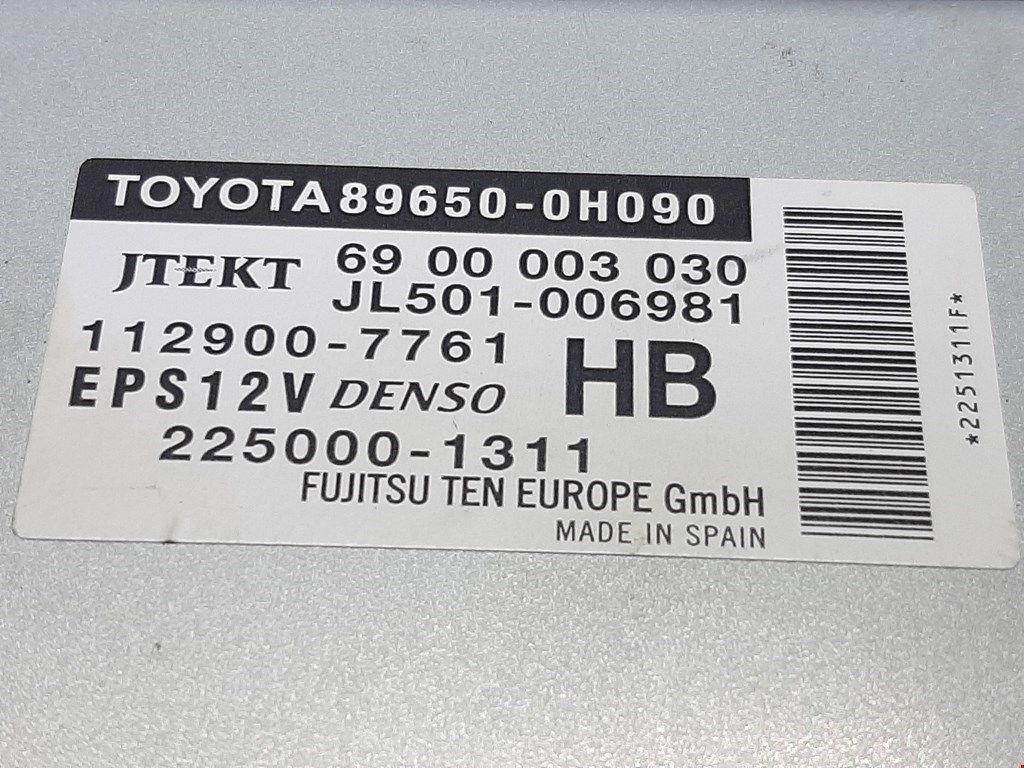 TOYOTA 89650-0H090
JTEKT 69 00 003 030
JL501-006981
112900-7761
HB
EPS12V DENSO
225000-1311
FUJITSU TEN EUROPE GmbH
MADE IN SPAIN
*2251311F*